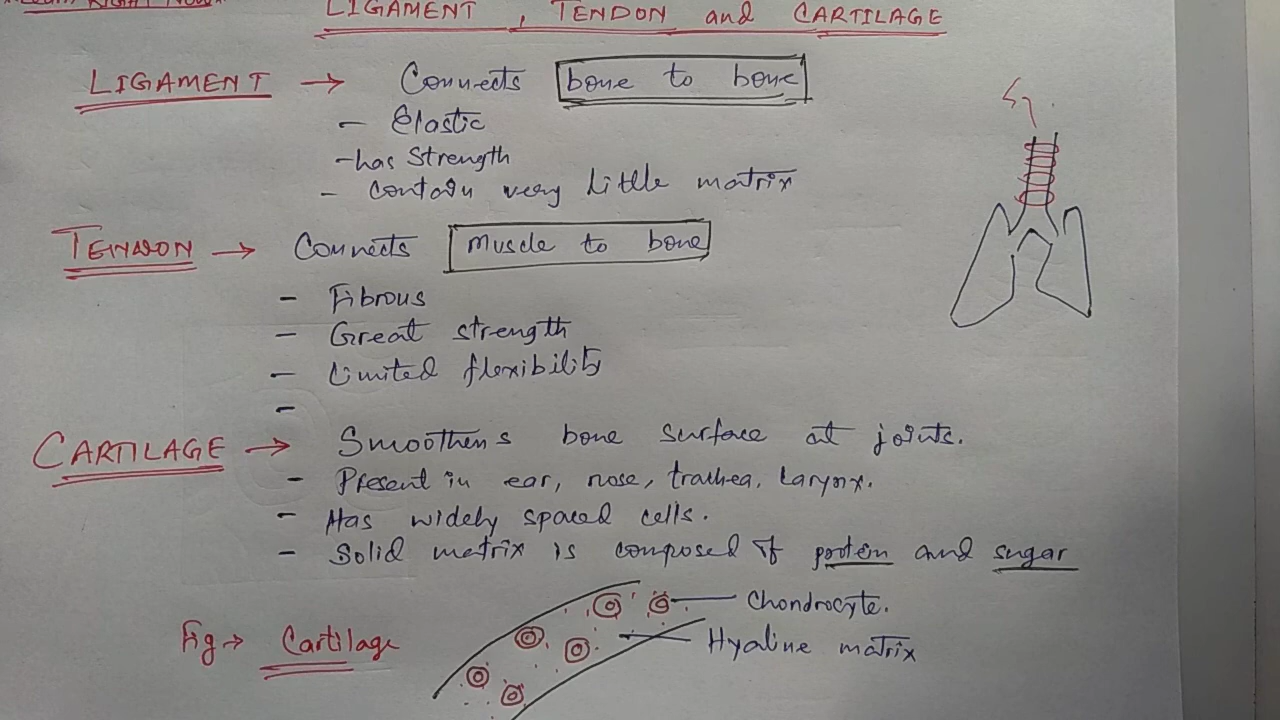 LIGAMENT, TENDON and CARTILAGE
LIGAMENT → Connects bone to bone
- Elastic
- has Strength
- Contain very little matrix
TENDON → Connects Muscle to bone
- Fibrous
- Great strength
- Limited flexibility
-
CARTILAGE → Smoothens bone surface at joints.
- Present in ear, nose, trachea, Larynx.
- Has widely spaced cells.
- Solid matrix is composed of protein and sugar
Chondrocyte.
Fig → Cartilage
Hyaline matrix